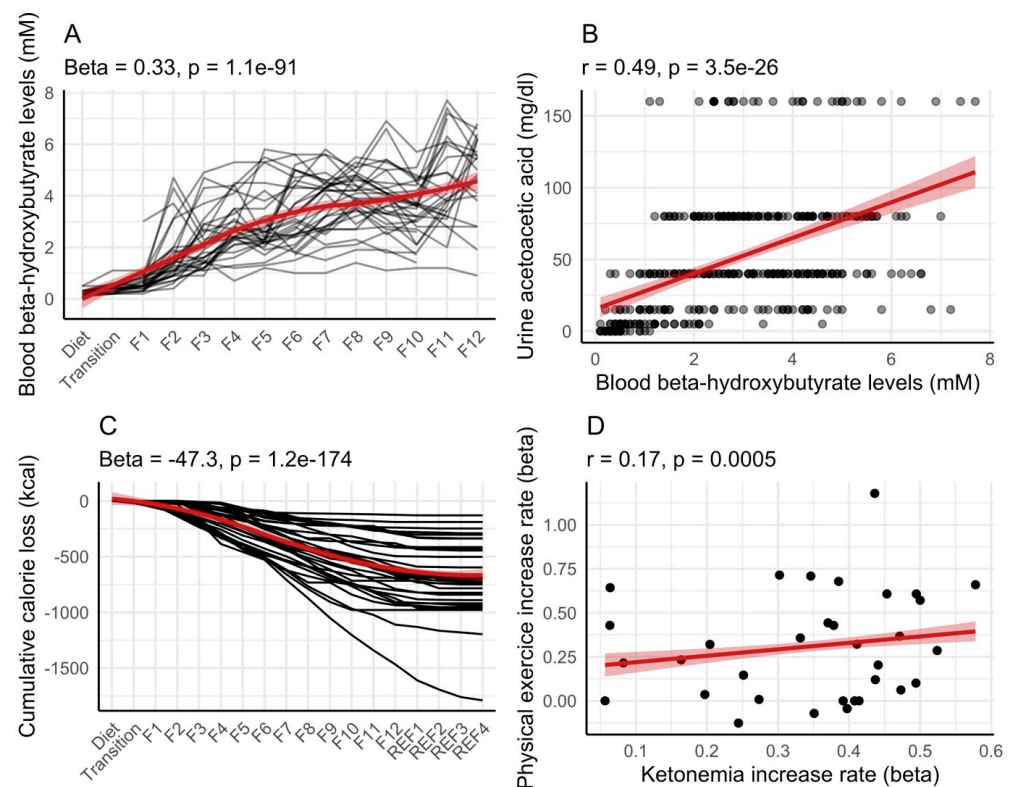 A
Beta = 0.33, p = 1.1e-91
Blood beta-hydroxybutyrate levels (mM)
8
6
4
2
0
Diet
Transition
F1
F2
F3
F4
F5
F6
F7
F8
F9
F10
F11
F12
B
r = 0.49, p = 3.5e-26
Urine acetoacetic acid (mg/dl)
150
100
50
0
0 2 4 6 8
Blood beta-hydroxybutyrate levels (mM)
C
Beta = -47.3, p = 1.2e-174
Cumulative calorie loss (kcal)
0
-500
-1000
-1500
Diet
Transition
F1
F2
F3
F4
F5
F6
F7
F8
F9
F10
F11
F12
REF1
REF2
REF3
REF4
D
r = 0.17, p = 0.0005
Physical exercice increase rate (beta)
1.00
0.75
0.50
0.25
0.00
0.1 0.2 0.3 0.4 0.5 0.6
Ketonemia increase rate (beta)